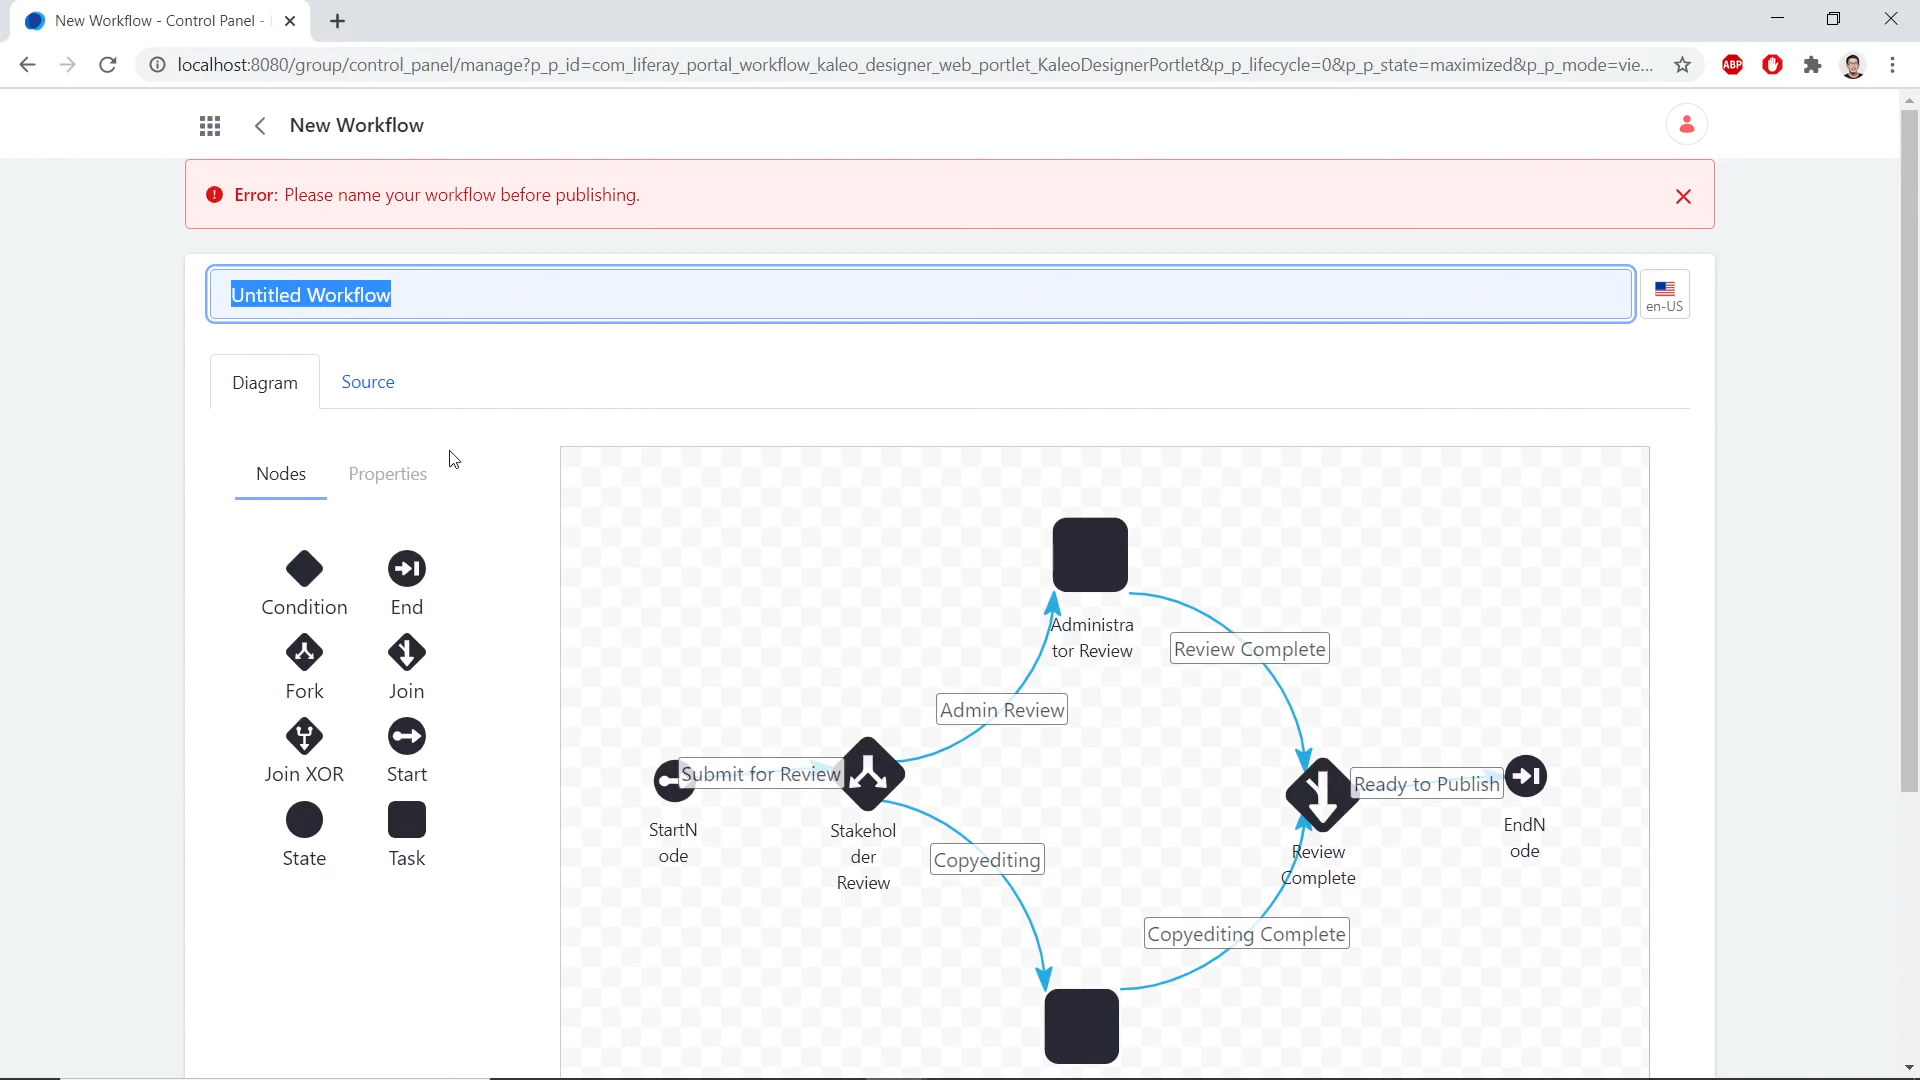 New Workflow - Control Panel -
localhost:8080/group/control_panel/manage?p_p_id=com_liferay_portal_workflow_kaleo_designer_web_portlet_KaleoDesignerPortlet&p_p_lifecycle=0&p_p_state=maximized&p_p_mode=vie...
ABP
New Workflow
Error: Please name your workflow before publishing.
Untitled Workflow
en-US
Diagram
Source
Nodes
Properties
Condition
End
Fork
Join
Join XOR
Start
State
Task
Administra
tor Review
Review Complete
Admin Review
Submit for Review
Ready to Publish
StartN
ode
Stakehol
der
Review
Copyediting
Review
Complete
EndN
ode
Copyediting Complete